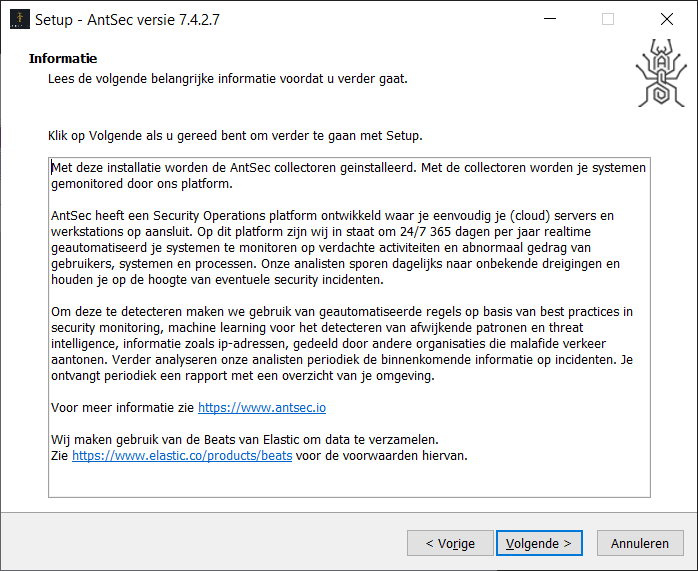 Setup - AntSec versie 7.4.2.7
Informatie
Lees de volgende belangrijke informatie voordat u verder gaat.
Klik op Volgende als u gereed bent om verder te gaan met Setup.
Met deze installatie worden de AntSec collectoren geinstalleerd. Met de collectoren worden je systemen
gemonitored door ons platform.
AntSec heeft een Security Operations platform ontwikkeld waar je eenvoudig je (cloud) servers en
werkstations op aansluit. Op dit platform zijn wij in staat om 24/7 365 dagen per jaar realtime
geautomatiseerd je systemen te monitoren op verdachte activiteiten en abnormaal gedrag van
gebruikers, systemen en processen. Onze analisten sporen dagelijks naar onbekende dreigingen en
houden je op de hoogte van eventuele security incidenten.
Om deze te detecteren maken we gebruik van geautomatiseerde regels op basis van best practices in
security monitoring, machine learning voor het detecteren van afwijkende patronen en threat
intelligence, informatie zoals ip-adressen, gedeeld door andere organisaties die malafide verkeer
aantonen. Verder analyseren onze analisten periodiek de binnenkomende informatie op incidenten. Je
ontvangt periodiek een rapport met een overzicht van je omgeving.
Voor meer informatie zie https://www.antsec.io
Wij maken gebruik van de Beats van Elastic om data te verzamelen.
Zie https://www.elastic.co/products/beats voor de voorwaarden hiervan.
< Vorige
Volgende >
Annuleren